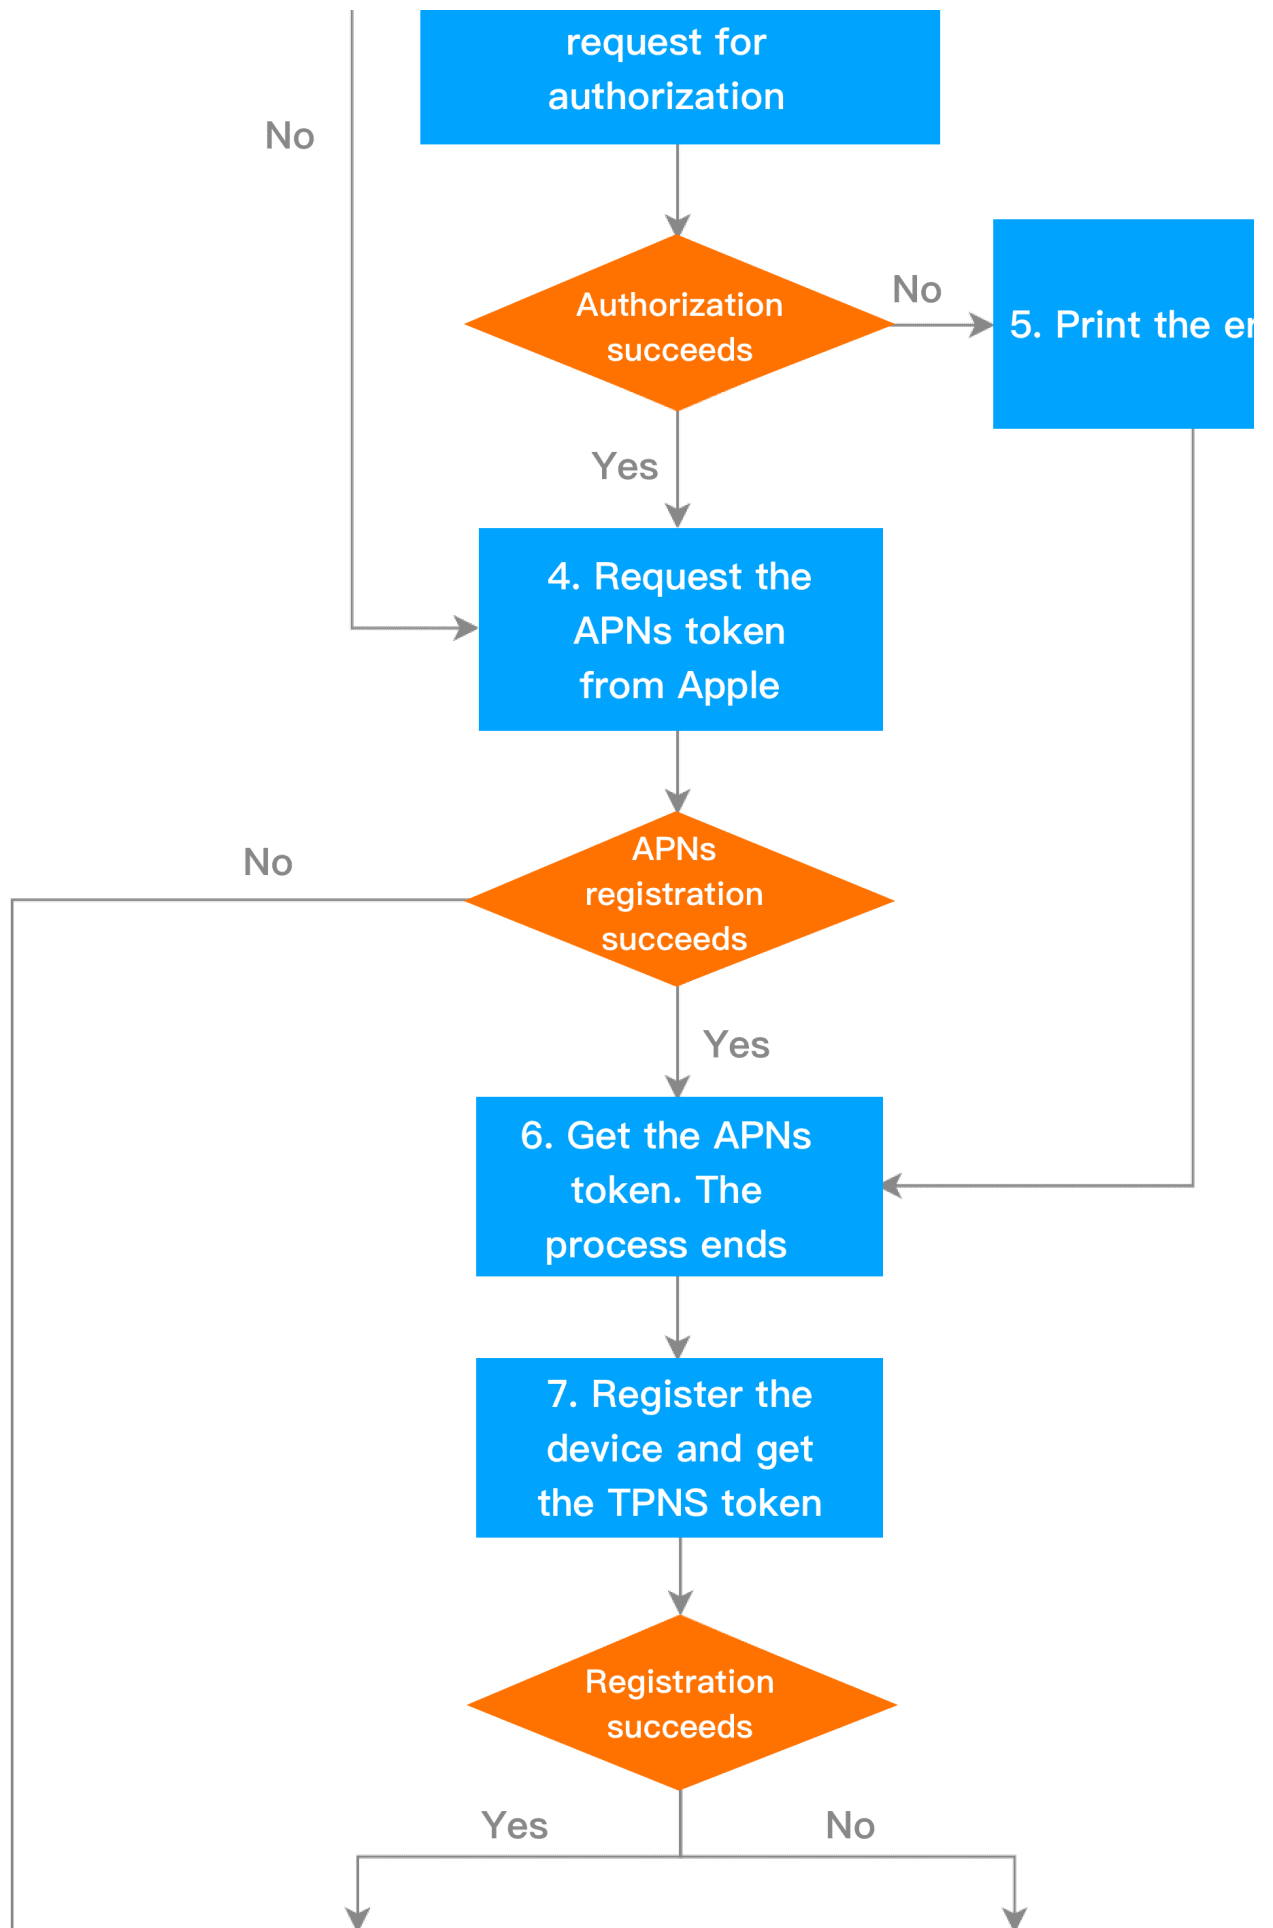 request for
authorization
No
Authorization
succeeds
No
5. Print the
Yes
4. Request the
APNs token
from Apple
APNs
registration
succeeds
No
Yes
6. Get the APNs
token. The
process ends
7. Register the
device and get
the TPNS token
Registration
succeeds
Yes
No